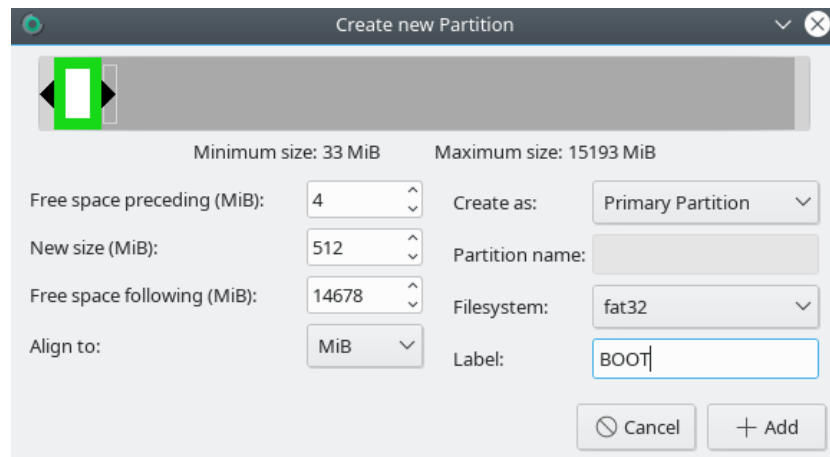 Create new Partition
Minimum size: 33 MiB Maximum size: 15193 MiB
Free space preceding (MiB): 4
New size (MiB): 512
Free space following (MiB): 14678
Align to: MiB
Create as: Primary Partition
Partition name:
Filesystem: fat32
Label: BOOT
Cancel Add